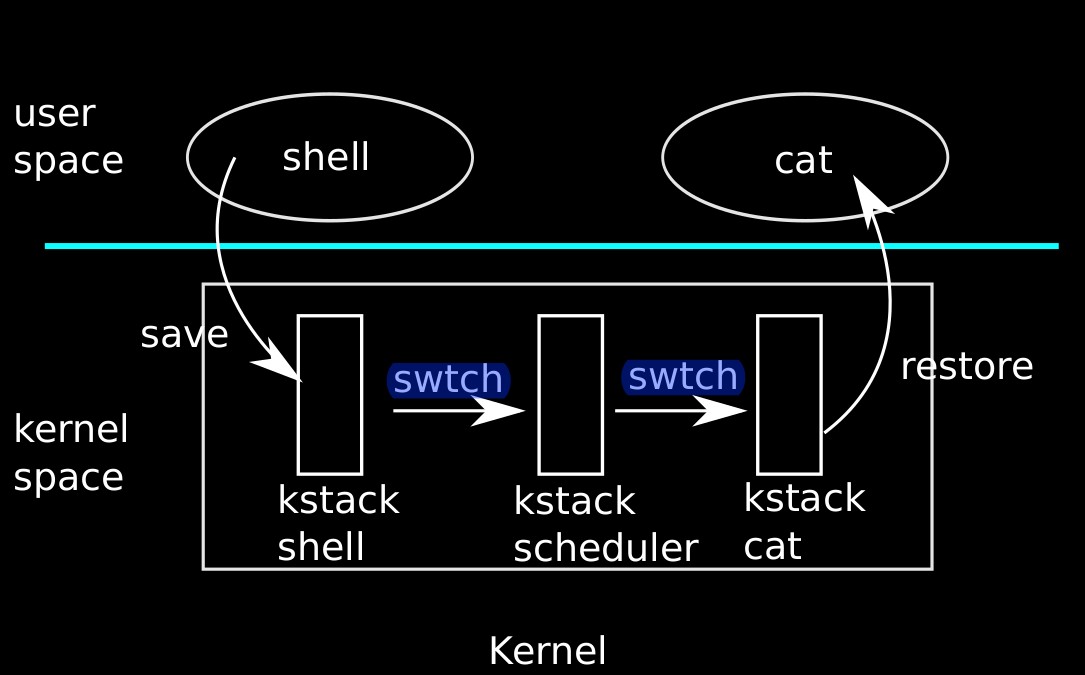 user
space
shell
cat
save
swtch
swtch
restore
kernel
space
kstack
shell
kstack
scheduler
kstack
cat
Kernel